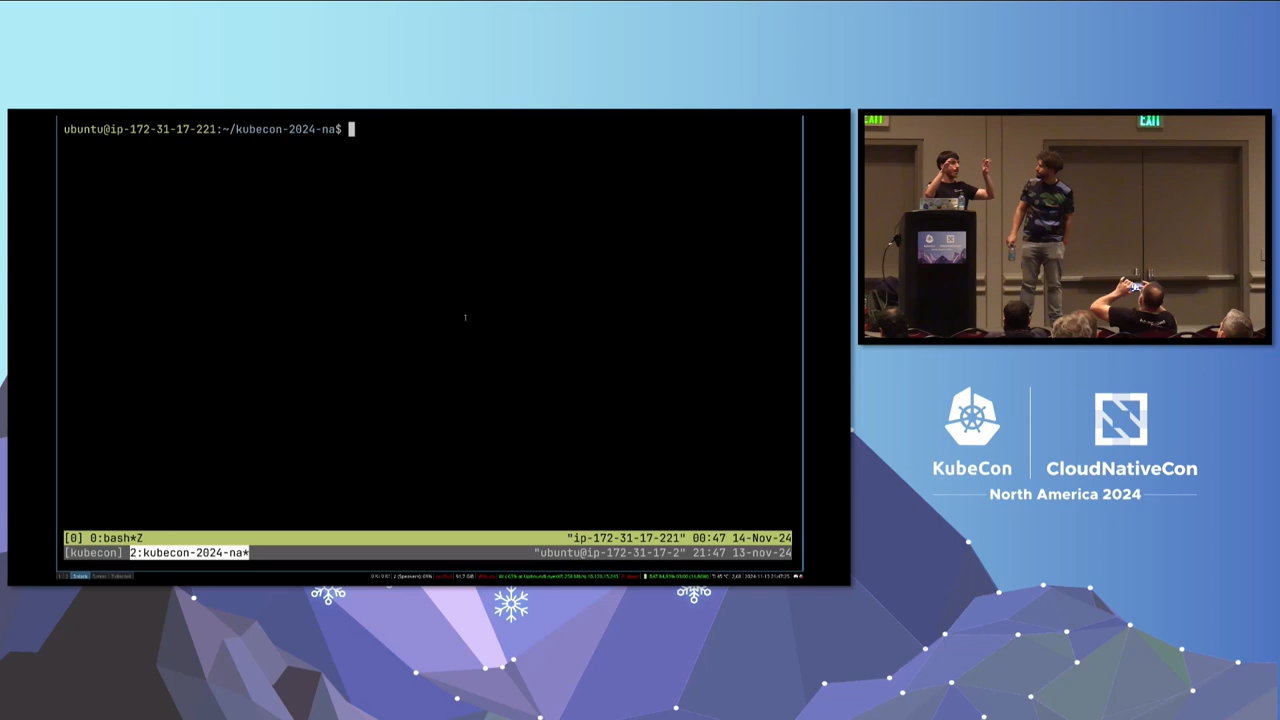 ubuntu@ip-172-31-17-221:~/kubecon-2024-na$
[0] 0:bash*Z "ip-172-31-17-221" 00:47 14-Nov-24
[kubecon] 2:kubecon-2024-na* "ubuntu@ip-172-31-17-2" 21:47 13-nov-24
EXIT
EXIT
KubeCon
CloudNativeCon
North America 2024